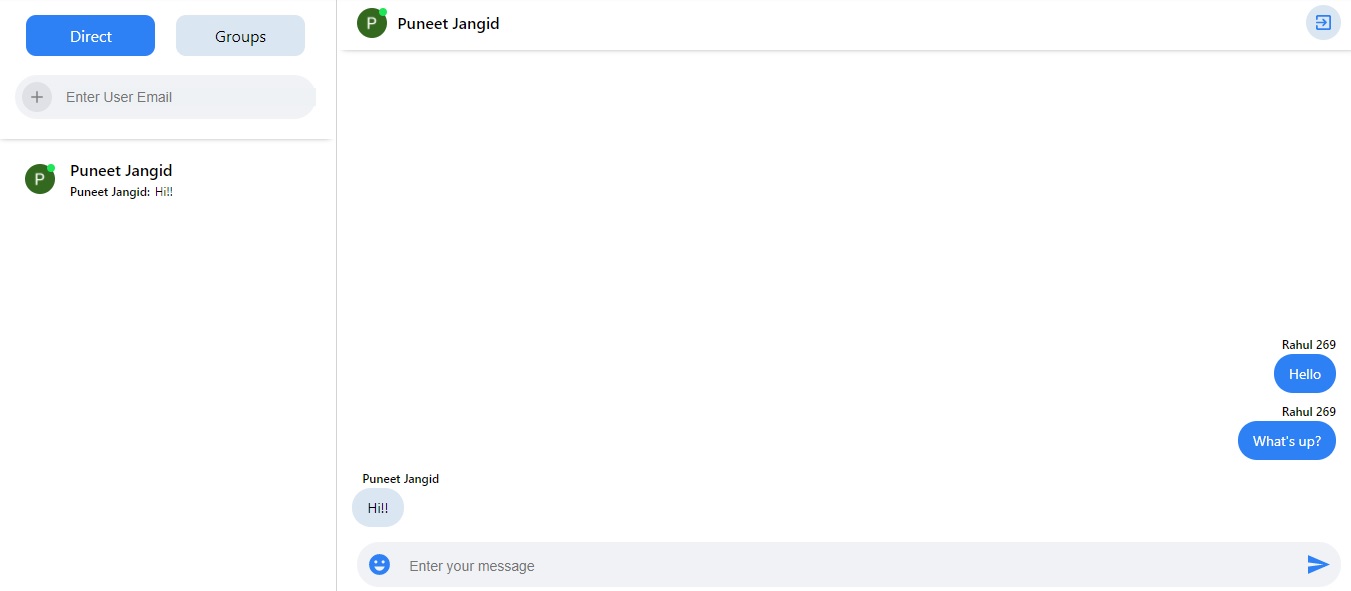 Direct
Groups
Enter User Email
P
Puneet Jangid
Puneet Jangid: Hi!!
P
Puneet Jangid
Rahul 269
Hello
Rahul 269
What's up?
Puneet Jangid
Hi!!
Enter your message